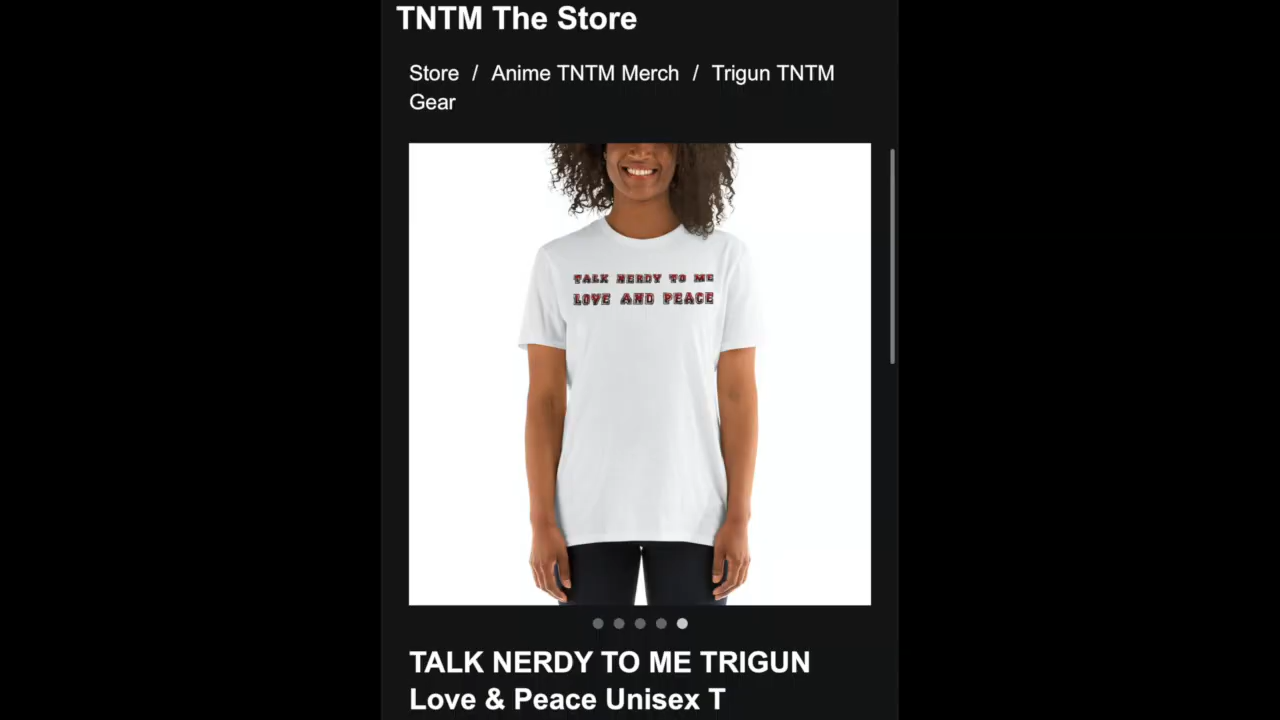 TNTM The Store
Store / Anime TNTM Merch / Trigun TNTM
Gear
TALK NERDY TO ME
LOVE AND PEACE
TALK NERDY TO ME TRIGUN
Love & Peace Unisex T